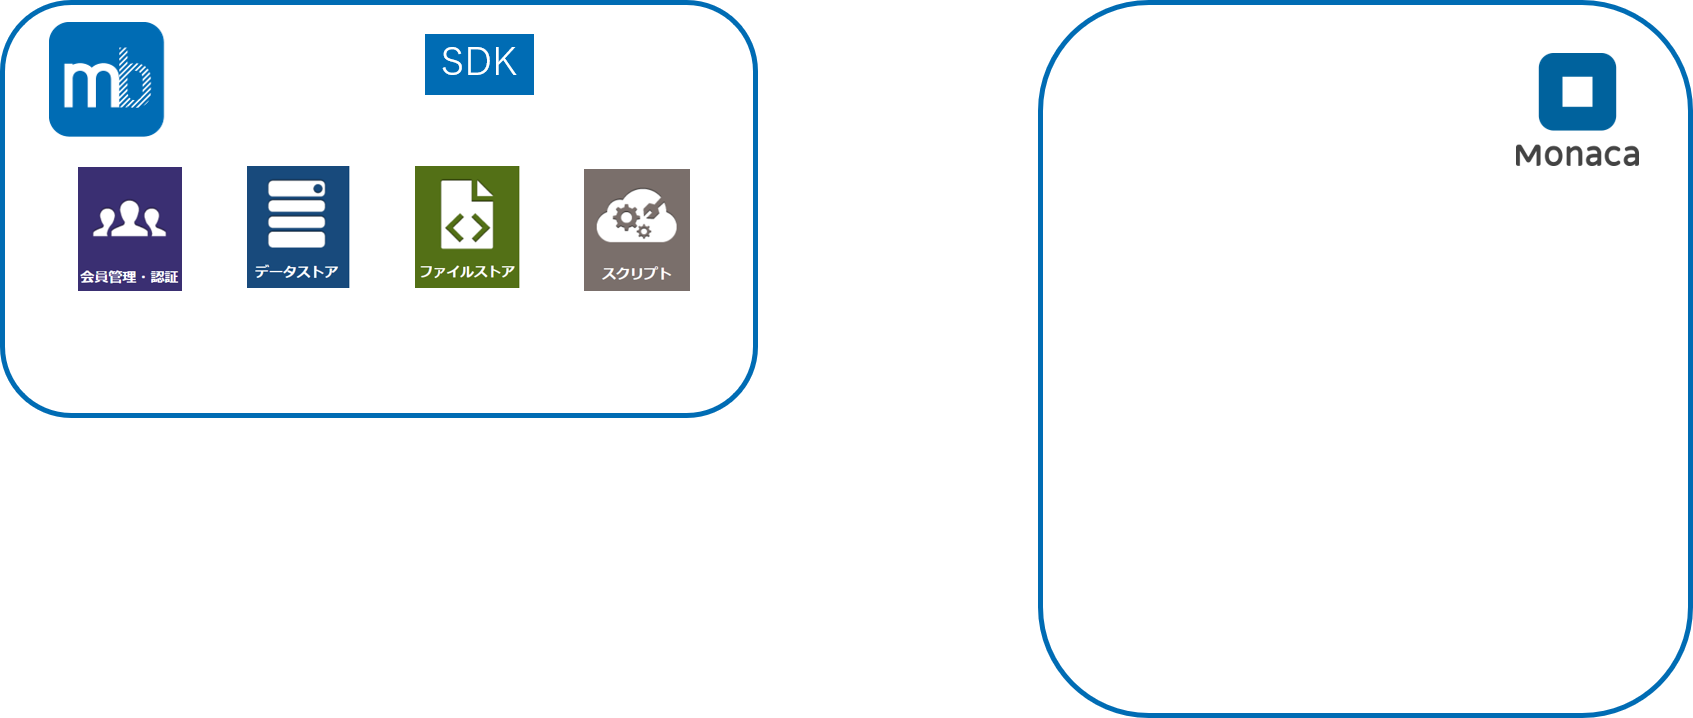 mb
SDK
会員管理・認証
データストア
ファイルストア
スクリプト
Monaca